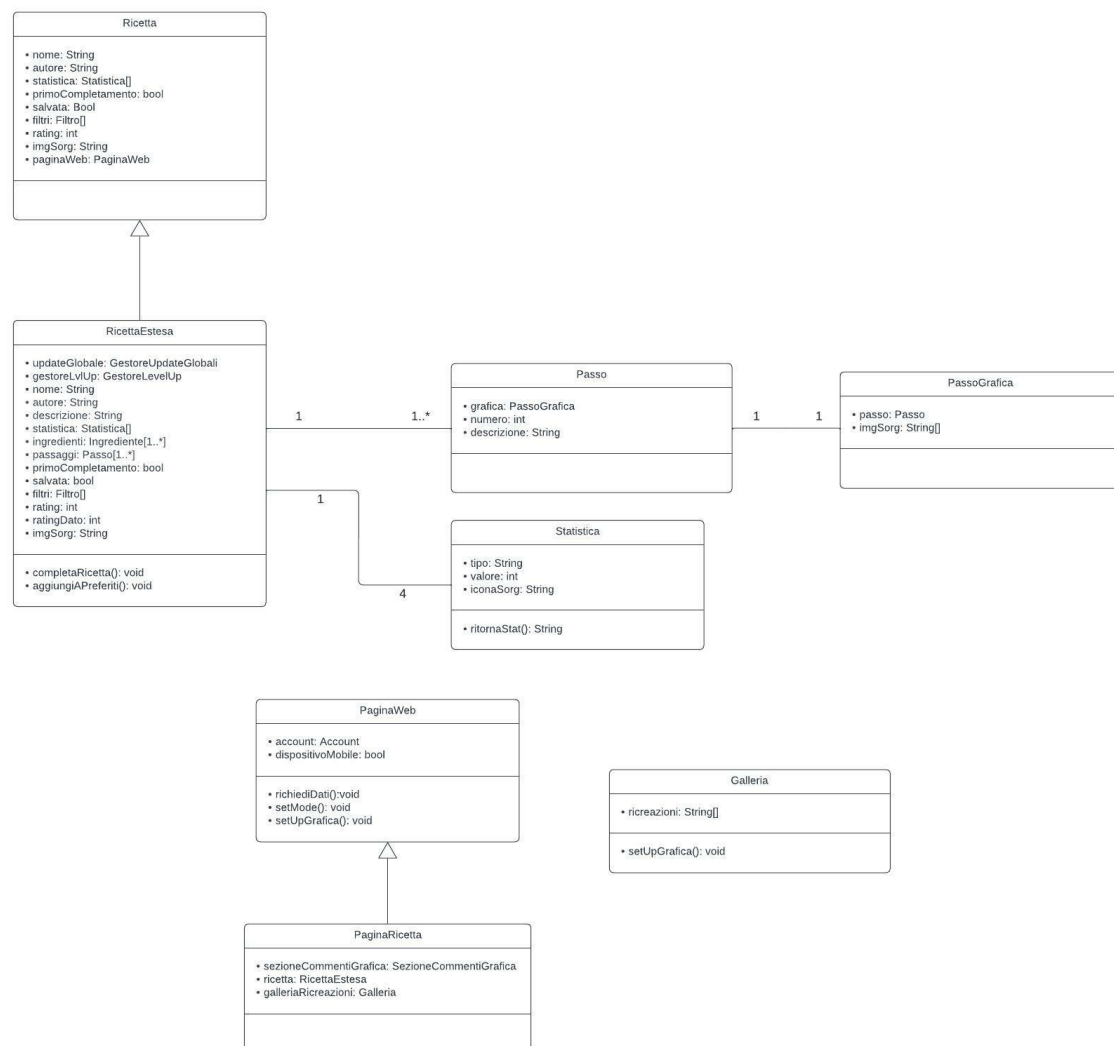 Ricetta
• nome: String
• autore: String
• statistica: Statistica[]
• primoCompletamento: bool
• salvata: Bool
• filtri: Filtro[]
• rating: int
• imgSorg: String
• paginaWeb: PaginaWeb
RicettaEstesa
• updateGlobale: GestoreUpdateGlobali
• gestoreLvlUp: GestoreLevelUp
• nome: String
• autore: String
• descrizione: String
• statistica: Statistica[]
• ingredienti: Ingrediente[1..*]
• passaggi: Passo[1..*]
• primoCompletamento: bool
• salvata: bool
• filtri: Filtro[]
• rating: int
• ratingDato: int
• imgSorg: String
• completaRicetta(): void
• aggiungiAPreferiti(): void
1
1..*
Passo
• grafica: PassoGrafica
• numero: int
• descrizione: String
1
1
PassoGrafica
• passo: Passo
• imgSorg: String[]
1
4
Statistica
• tipo: String
• valore: int
• iconaSorg: String
• ritornaStat(): String
PaginaWeb
• account: Account
• dispositivoMobile: bool
• richiediDati():void
• setMode(): void
• setUpGrafica(): void
Galleria
• ricreazioni: String[]
• setUpGrafica(): void
PaginaRicetta
• sezioneCommentiGrafica: SezioneCommentiGrafica
• ricetta: RicettaEstesa
• galleriaRicreazioni: Galleria